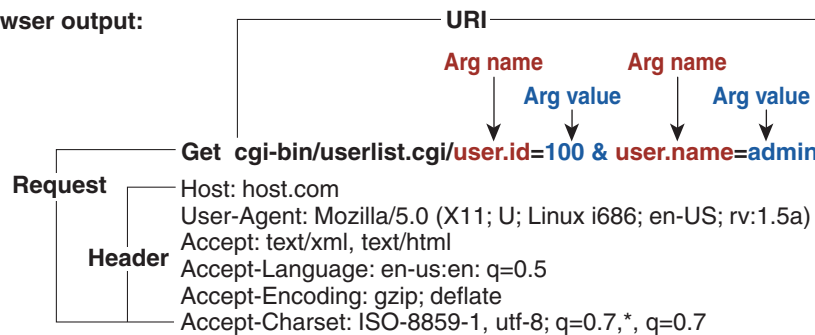 wser output:
URI
Arg name Arg name
Arg value Arg value
Get cgi-bin/userlist.cgi/user.id=100 & user.name=admin
Request
Host: host.com
User-Agent: Mozilla/5.0 (X11; U; Linux i686; en-US; rv:1.5a)
Header
Accept: text/xml, text/html
Accept-Language: en-us:en: q=0.5
Accept-Encoding: gzip; deflate
Accept-Charset: ISO-8859-1, utf-8; q=0.7,*, q=0.7